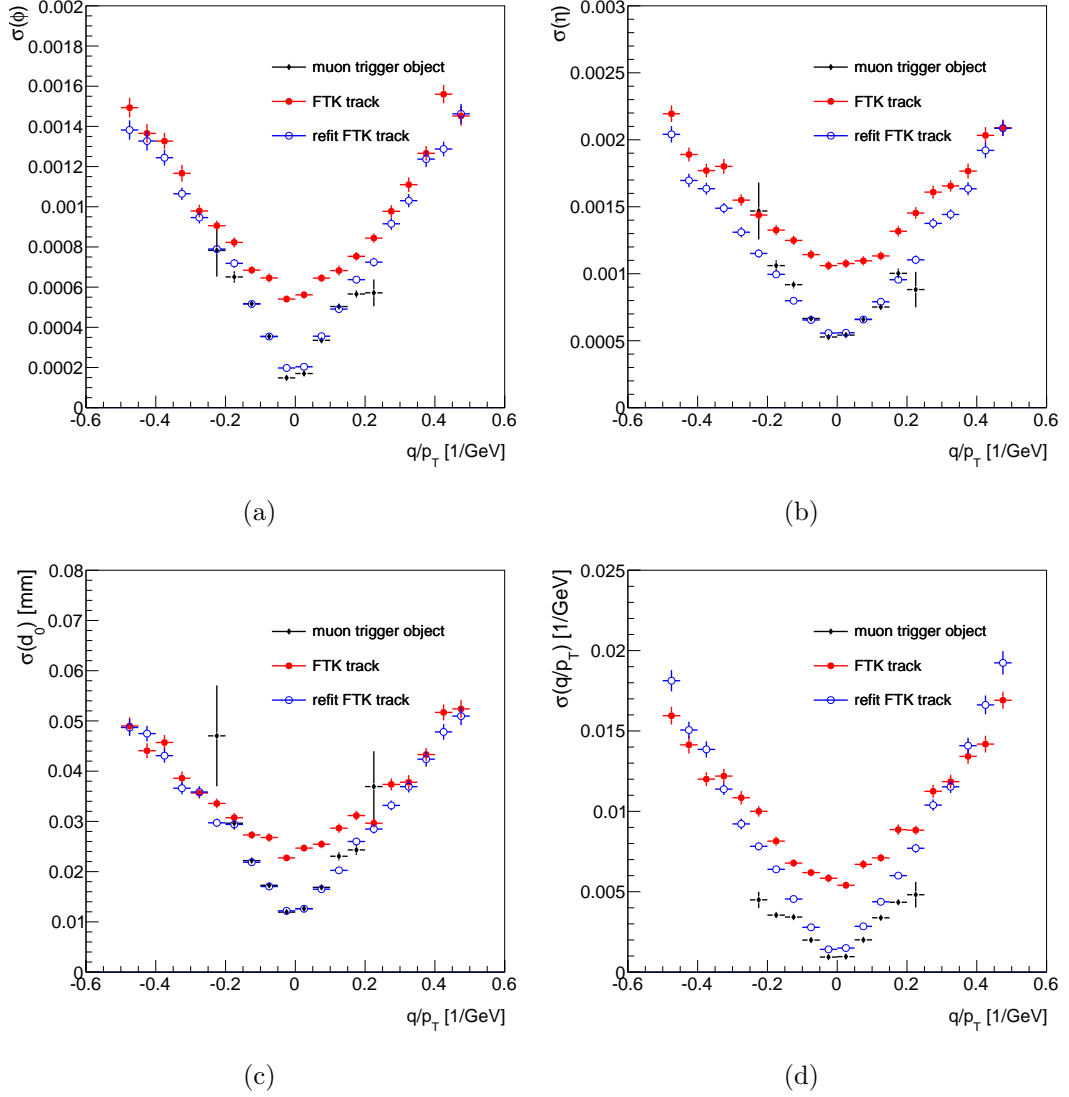 σ(φ)
0.002
0.0018
0.0016
0.0014
0.0012
0.001
0.0008
0.0006
0.0004
0.0002
0
-0.6 -0.4 -0.2 0 0.2 0.4 0.6
q/p_T [1/GeV]
muon trigger object
FTK track
refit FTK track
(a)
σ(η)
0.003
0.0025
0.002
0.0015
0.001
0.0005
0
-0.6 -0.4 -0.2 0 0.2 0.4 0.6
q/p_T [1/GeV]
muon trigger object
FTK track
refit FTK track
(b)
σ(d_0) [mm]
0.08
0.07
0.06
0.05
0.04
0.03
0.02
0.01
0
-0.6 -0.4 -0.2 0 0.2 0.4 0.6
q/p_T [1/GeV]
muon trigger object
FTK track
refit FTK track
(c)
σ(q/p_T) [1/GeV]
0.025
0.02
0.015
0.01
0.005
0
-0.6 -0.4 -0.2 0 0.2 0.4 0.6
q/p_T [1/GeV]
muon trigger object
FTK track
refit FTK track
(d)